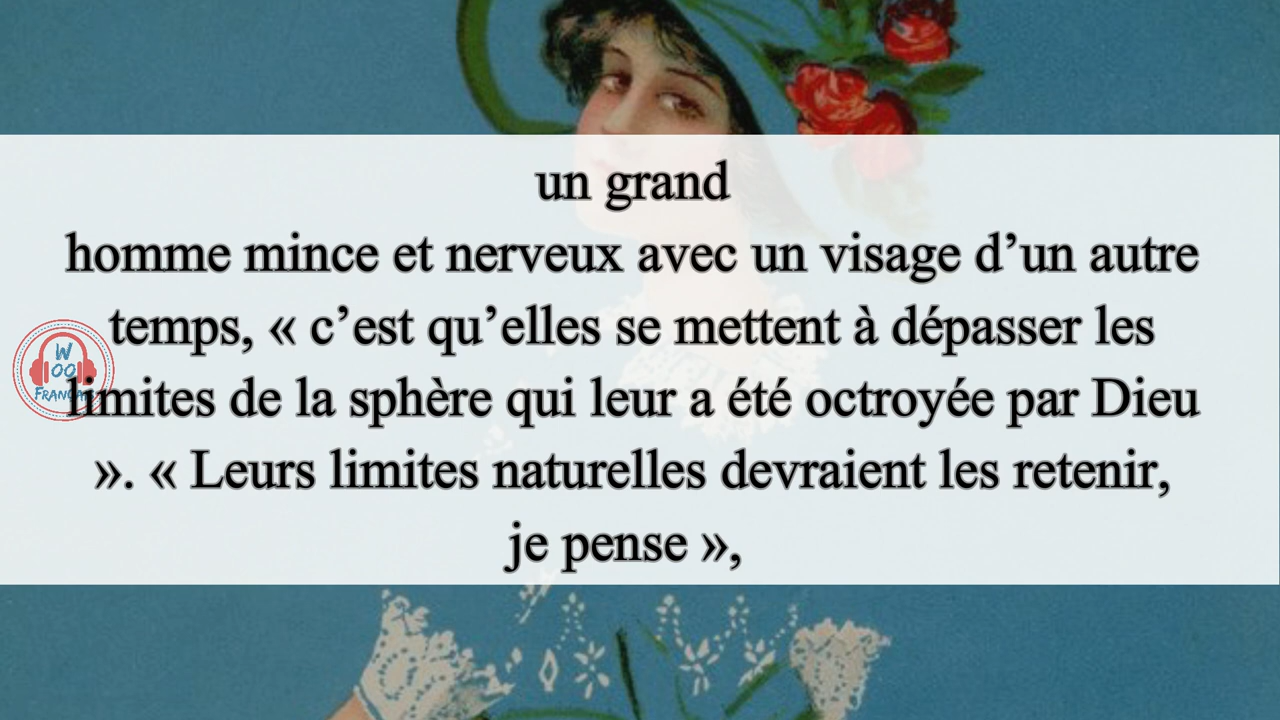 un grand
homme mince et nerveux avec un visage d’un autre
temps, « c’est qu’elles se mettent à dépasser les
limites de la sphère qui leur a été octroyée par Dieu
». « Leurs limites naturelles devraient les retenir,
je pense »,
W
OO